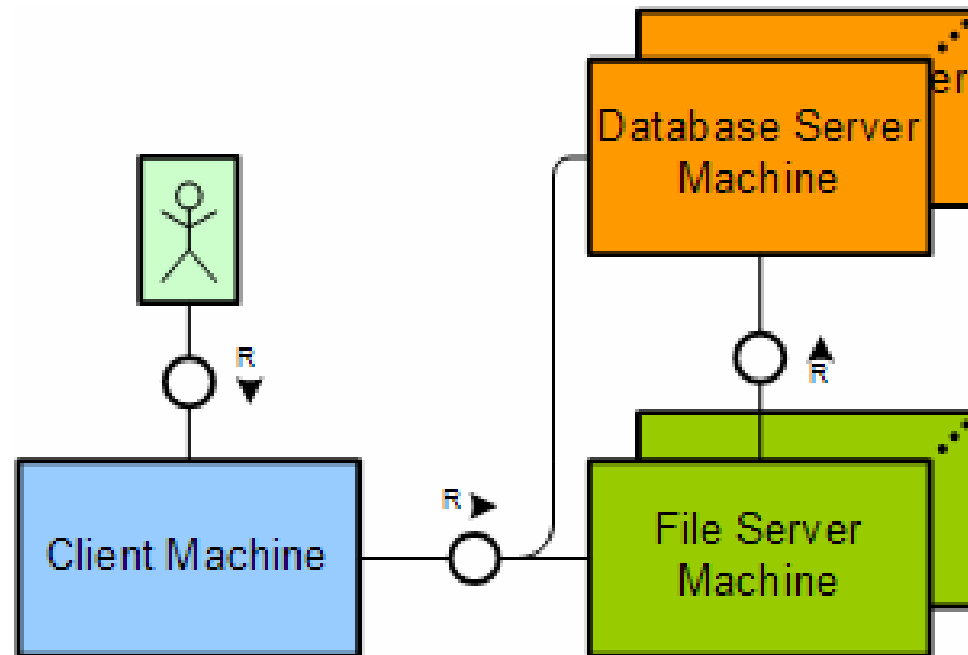 Database Server
Machine
R
R
R
Client Machine
File Server
Machine